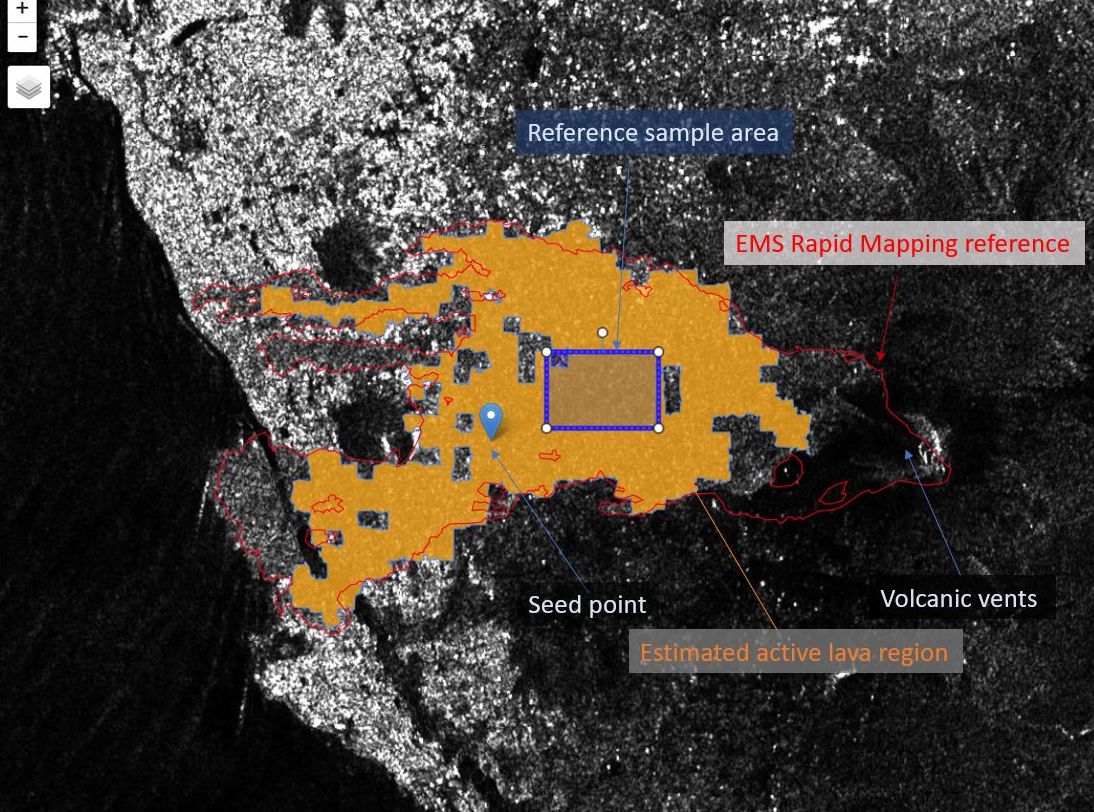 +
−
Reference sample area
EMS Rapid Mapping reference
Seed point
Volcanic vents
Estimated active lava region